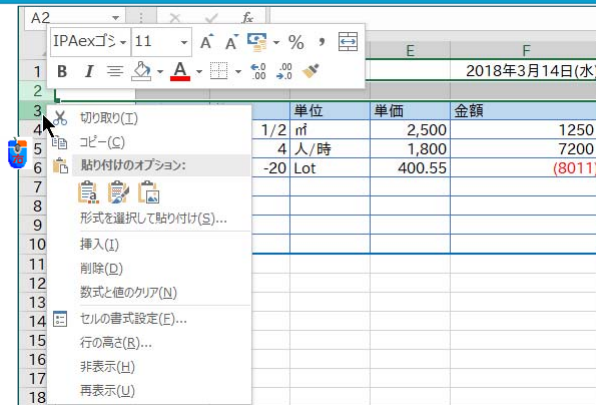 A2 fx
IPAexゴシ 11 A A % ,
B I A .0 .00 .00 .0
E F
1 2018年3月14日(水)
2
3 単位 単価 金額
4 1/2 ㎡ 2,500 1250
5 4 人/時 1,800 7200
6 -20 Lot 400.55 (8011)
7
8
9
10
11
12
13
14
15
16
17
18
切り取り(T)
コピー(C)
貼り付けのオプション:
形式を選択して貼り付け(S)...
挿入(I)
削除(D)
数式と値のクリア(N)
セルの書式設定(F)...
行の高さ(R)...
非表示(H)
再表示(U)